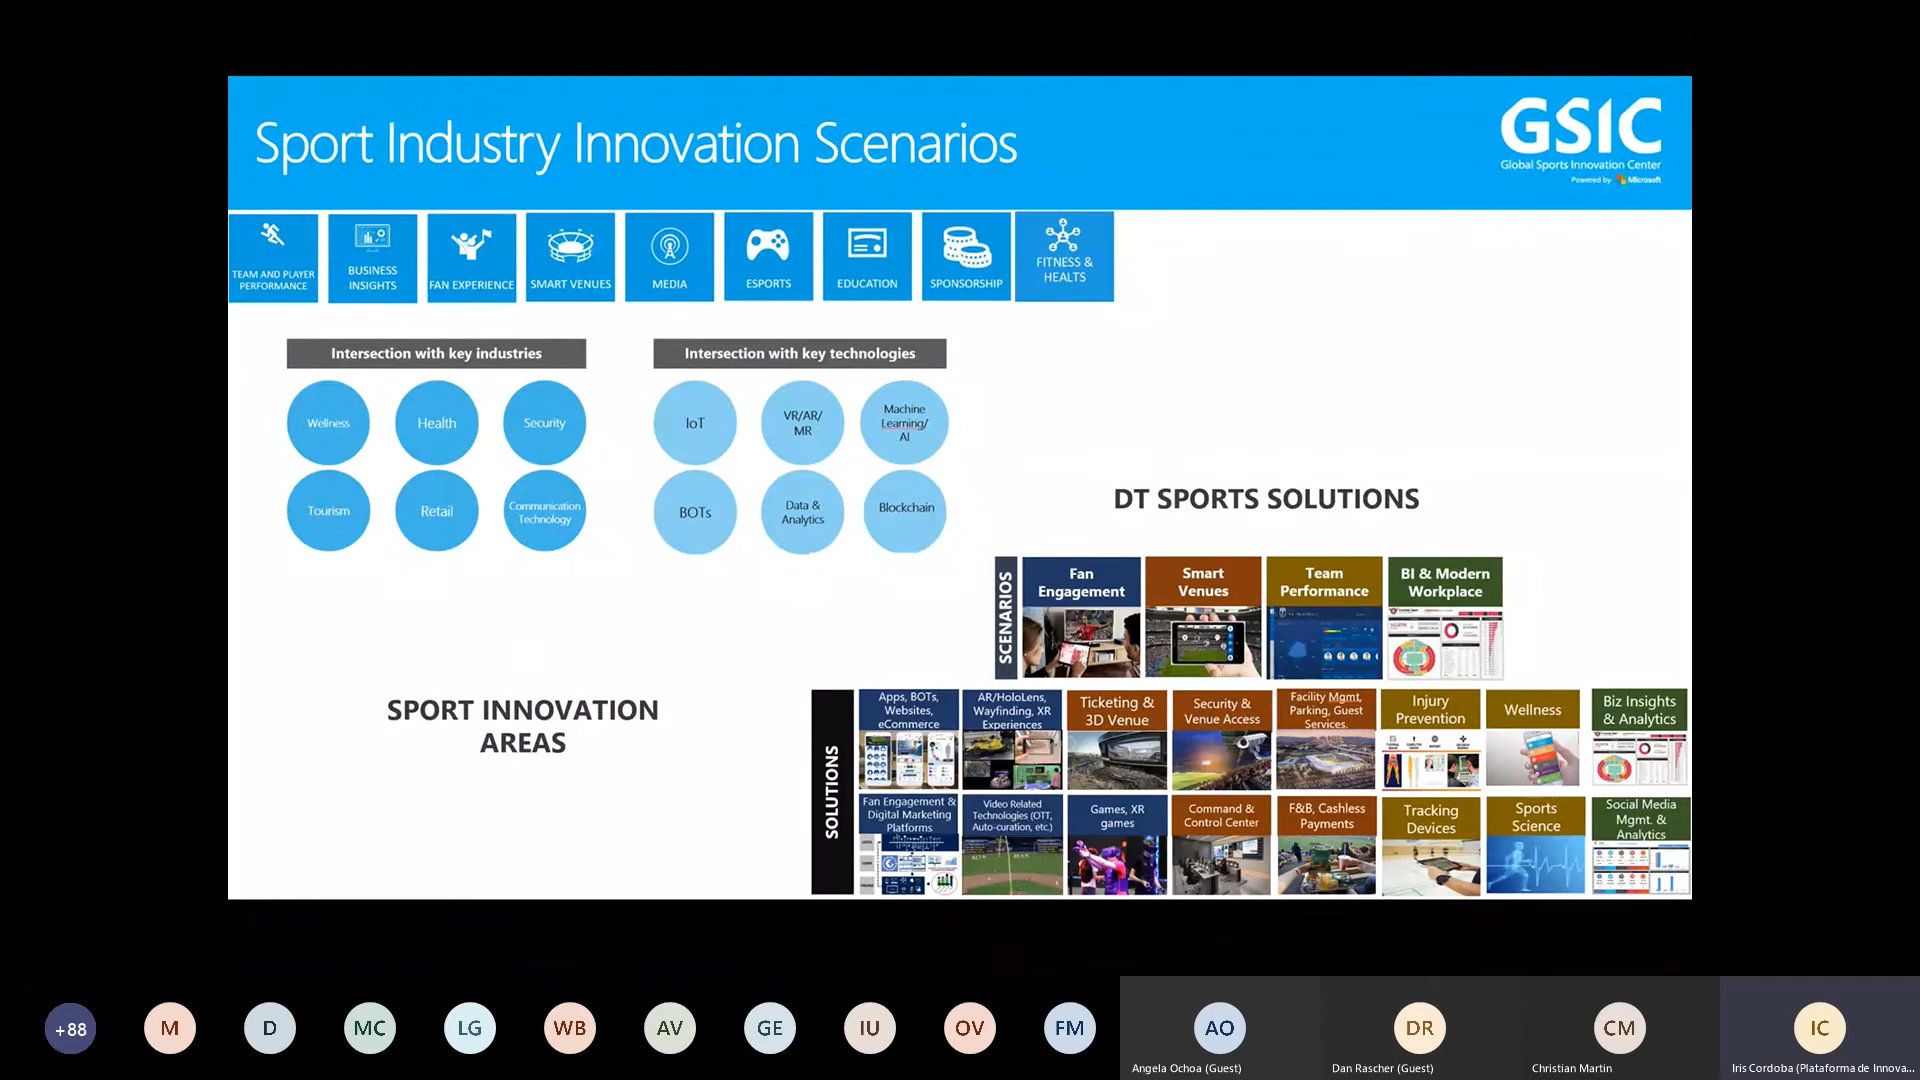 Sport Industry Innovation Scenarios
GSIC
Global Sports Innovation Center
Powered by Microsoft
TEAM AND PLAYER
PERFORMANCE
BUSINESS
INSIGHTS
FAN EXPERIENCE
SMART VENUES
MEDIA
ESPORTS
EDUCATION
SPONSORSHIP
FITNESS &
HEALTS
Intersection with key industries
Wellness
Health
Security
Tourism
Retail
Communication
Technology
Intersection with key technologies
IoT
VR/AR/
MR
Machine
Learning/
AI
BOTs
Data &
Analytics
Blockchain
DT SPORTS SOLUTIONS
SCENARIOS
Fan
Engagement
Smart
Venues
Team
Performance
BI & Modern
Workplace
SPORT INNOVATION
AREAS
SOLUTIONS
Apps, BOTs,
Websites,
eCommerce
AR/HoloLens,
Wayfinding, XR
Experiences
Ticketing &
3D Venue
Security &
Venue Access
Facility Mgmt,
Parking, Guest
Services.
Injury
Prevention
Wellness
Biz Insights
& Analytics
Fan Engagement &
Digital Marketing
Platforms
Video Related
Technologies (OTT,
Auto-curation, etc.)
Games, XR
games
Command &
Control Center
F&B, Cashless
Payments
Tracking
Devices
Sports
Science
Social Media
Mgmt. &
Analytics
+88
M
D
MC
LG
WB
AV
GE
IU
OV
FM
AO
Angela Ochoa (Guest)
DR
Dan Rascher (Guest)
CM
Christian Martin
IC
Iris Cordoba (Plataforma de Innova...